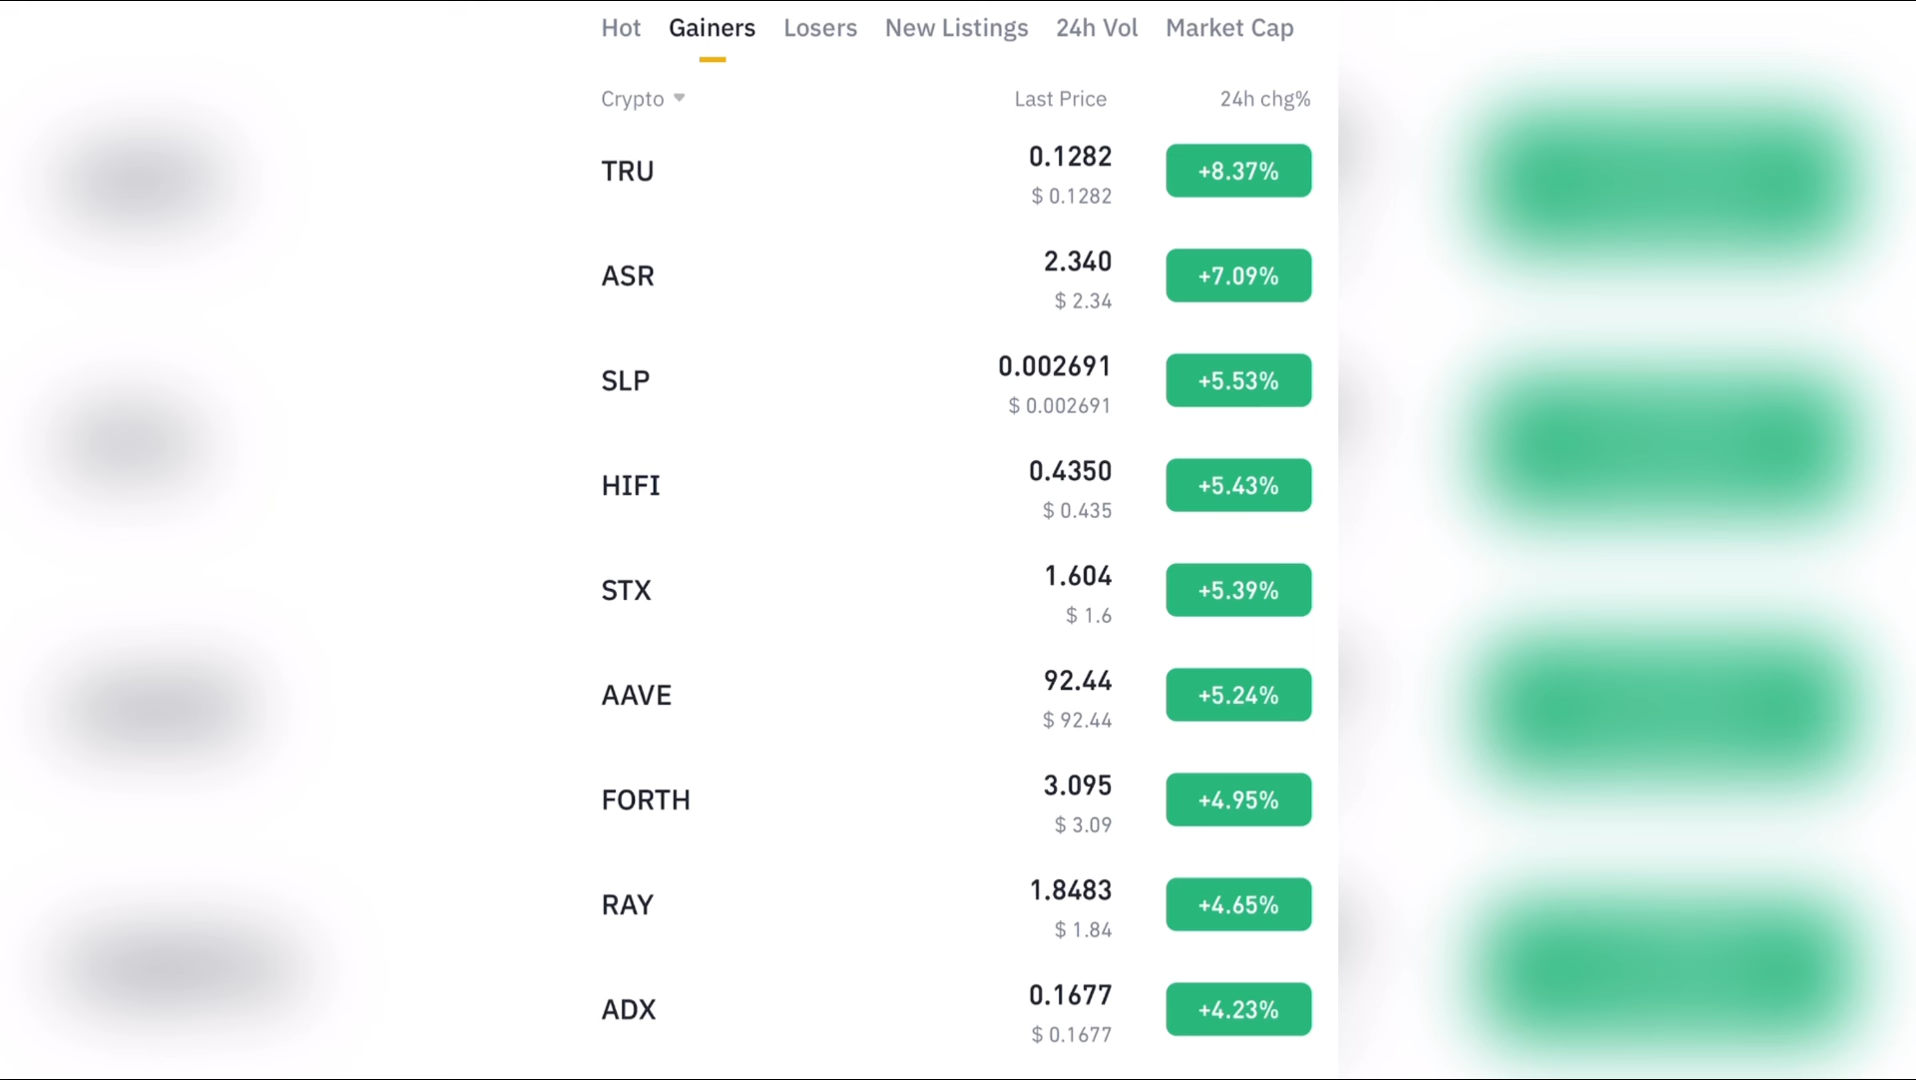 Hot Gainers Losers New Listings 24h Vol Market Cap
Crypto Last Price 24h chg%
TRU 0.1282 +8.37%
$ 0.1282
ASR 2.340 +7.09%
$ 2.34
SLP 0.002691 +5.53%
$ 0.002691
HIFI 0.4350 +5.43%
$ 0.435
STX 1.604 +5.39%
$ 1.6
AAVE 92.44 +5.24%
$ 92.44
FORTH 3.095 +4.95%
$ 3.09
RAY 1.8483 +4.65%
$ 1.84
ADX 0.1677 +4.23%
$ 0.1677